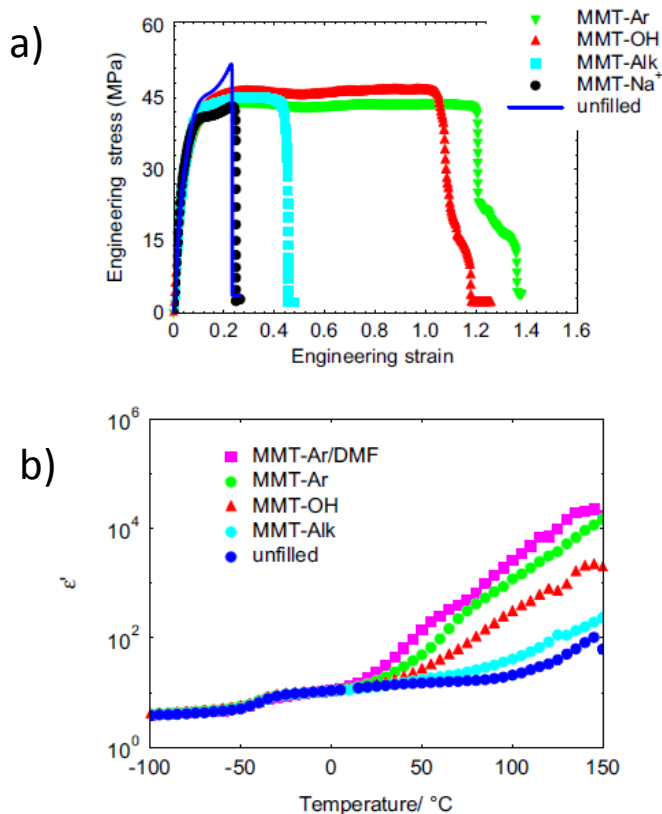 a)
MMT-Ar
MMT-OH
MMT-Alk
MMT-Na+
unfilled
Engineering stress (MPa)
60
45
30
15
0
0 0.2 0.4 0.6 0.8 1.0 1.2 1.4 1.6
Engineering strain
b)
MMT-Ar/DMF
MMT-Ar
MMT-OH
MMT-Alk
unfilled
ε'
10^6
10^4
10^2
10^0
-100 -50 0 50 100 150
Temperature/ °C